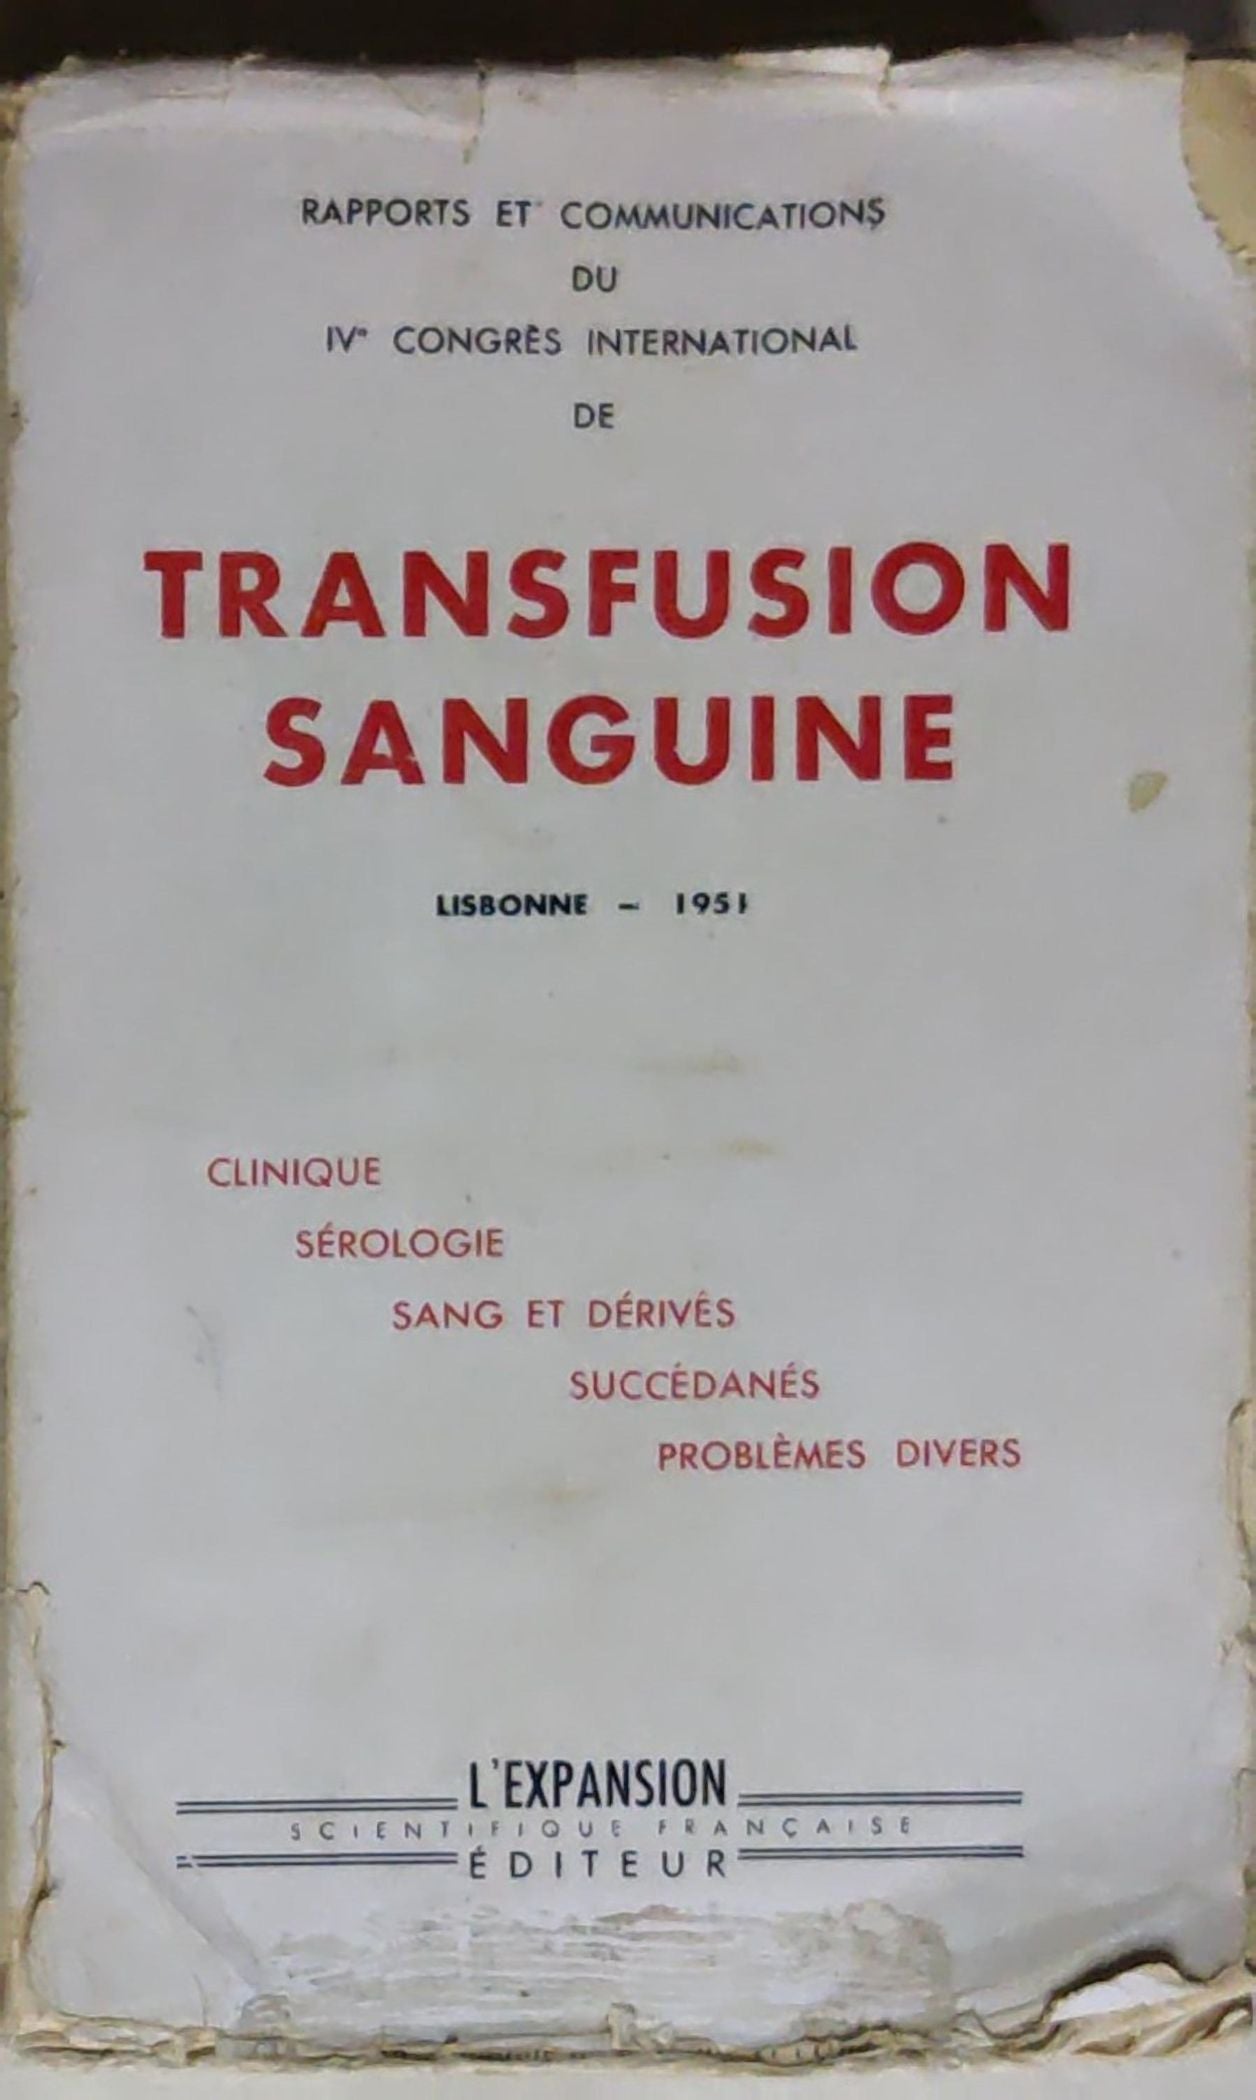 RAPPORTS ET COMMUNICATIONS
DU
IVe CONGRÈS INTERNATIONAL
DE
TRANSFUSION
SANGUINE
LISBONNE - 1951
CLINIQUE
SÉROLOGIE
SANG ET DÉRIVÉS
SUCCÉDANÉS
PROBLÈMES DIVERS
L'EXPANSION
SCIENTIFIQUE FRANÇAISE
ÉDITEUR